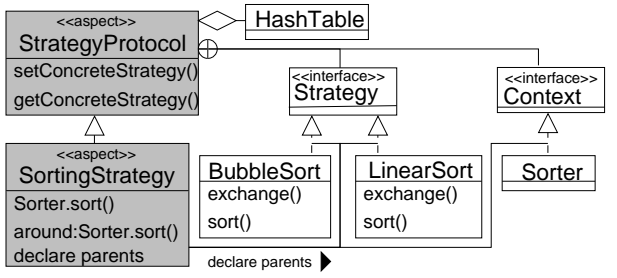 <<aspect>>
StrategyProtocol
setConcreteStrategy()
getConcreteStrategy()
HashTable
<<interface>>
Strategy
<<interface>>
Context
<<aspect>>
SortingStrategy
Sorter.sort()
around:Sorter.sort()
declare parents
BubbleSort
exchange()
sort()
LinearSort
exchange()
sort()
Sorter
declare parents